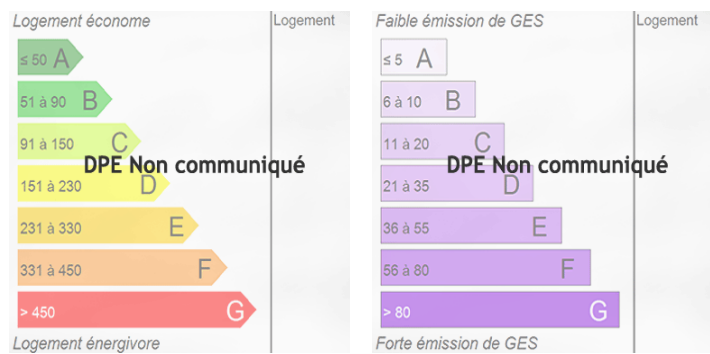 Logement économe
Logement
≤ 50 A
51 à 90 B
91 à 150 C
DPE Non communiqué
151 à 230 D
231 à 330 E
331 à 450 F
> 450 G
Logement énergivore
Faible émission de GES
Logement
≤ 5 A
6 à 10 B
11 à 20 C
DPE Non communiqué
21 à 35 D
36 à 55 E
56 à 80 F
> 80 G
Forte émission de GES